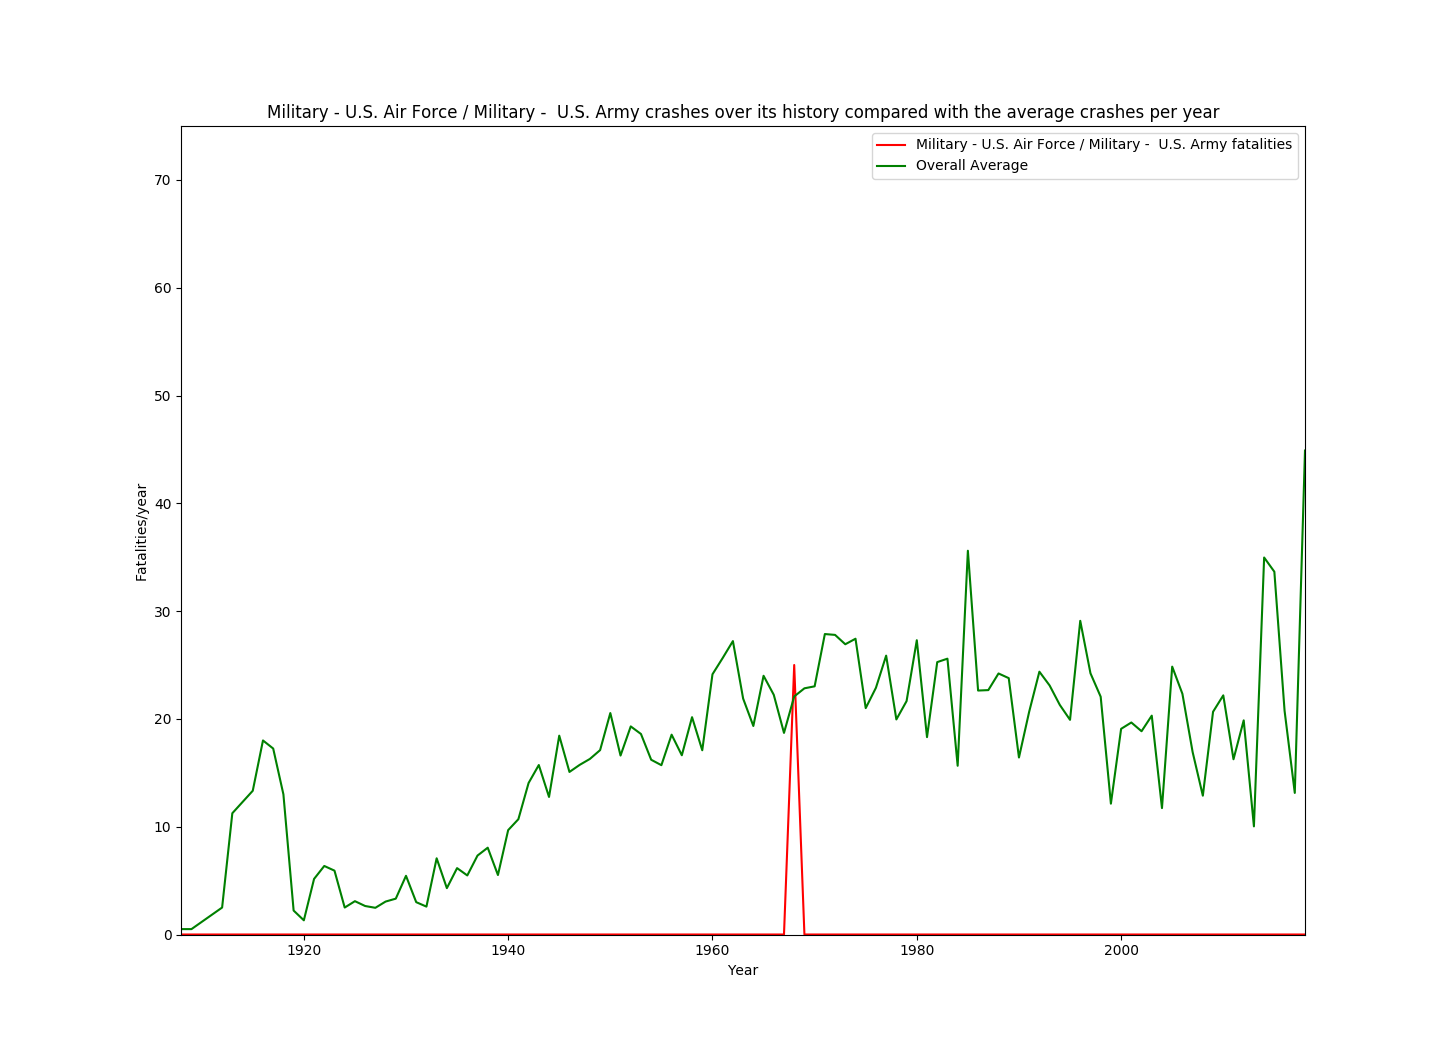 Military - U.S. Air Force / Military -  U.S. Army crashes over its history compared with the average crashes per year
Military - U.S. Air Force / Military -  U.S. Army fatalities
Overall Average
70
60
50
40
30
20
10
0
Fatalities/year
1920 1940 1960 1980 2000
Year